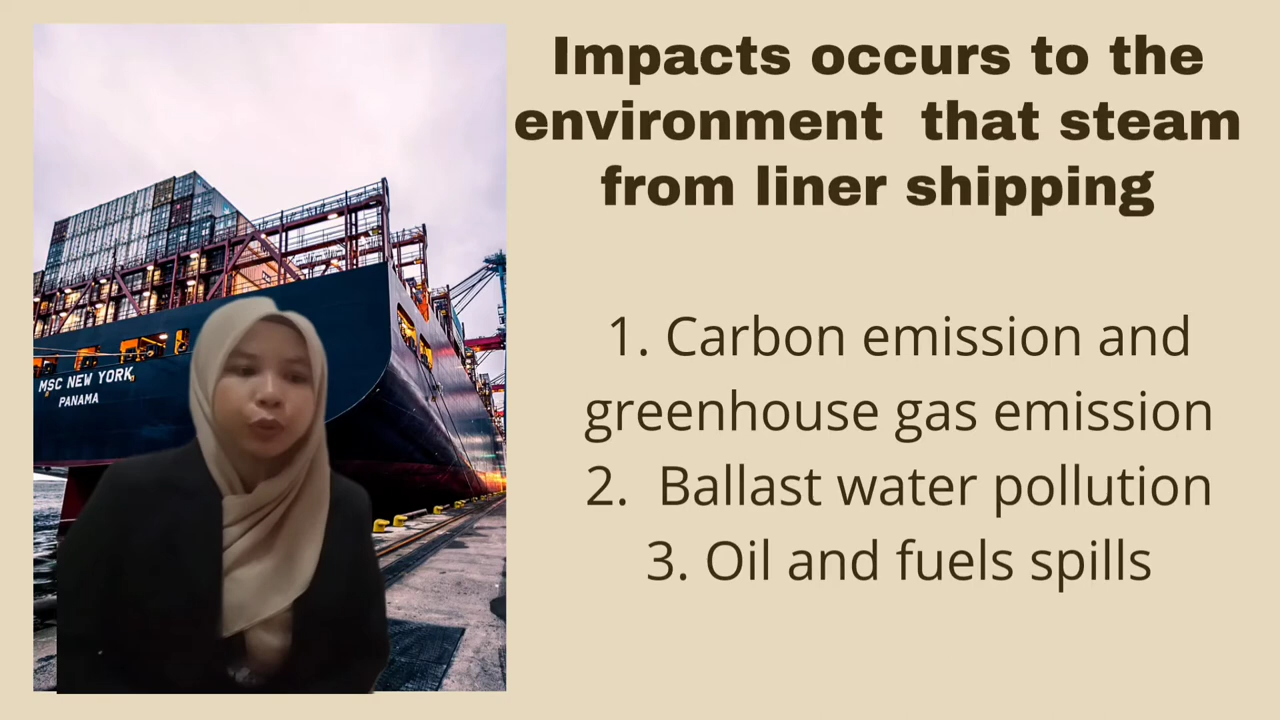 Impacts occurs to the
environment  that steam
from liner shipping
1. Carbon emission and
greenhouse gas emission
2.  Ballast water pollution
3. Oil and fuels spills
MSC NEW YORK
PANAMA